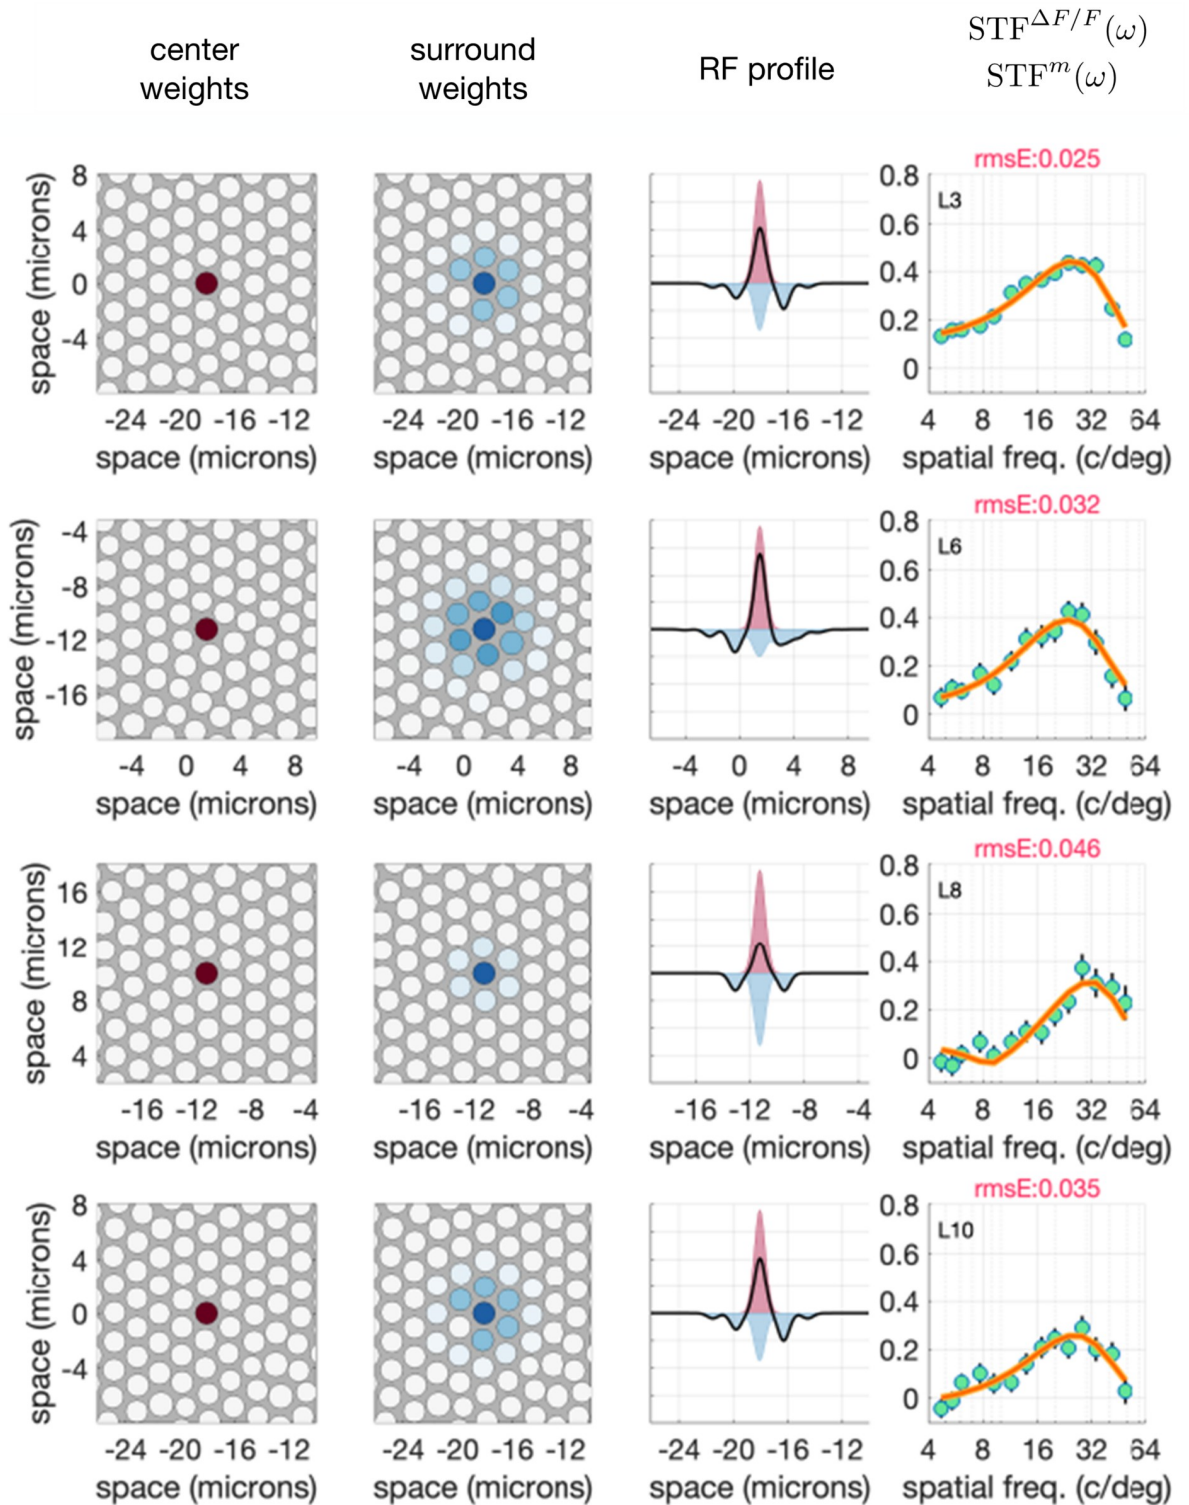 center
weights
surround
weights
RF profile
STF^ΔF/F(ω)
STF^m(ω)
rmsE:0.025
L3
8
4
0
-4
space (microns)
0.8
0.6
0.4
0.2
0
-24 -20 -16 -12
space (microns)
-24 -20 -16 -12
space (microns)
-24 -20 -16 -12
space (microns)
4 8 16 32 64
spatial freq. (c/deg)
rmsE:0.032
L6
-4
-8
-12
-16
space (microns)
0.8
0.6
0.4
0.2
0
-4 0 4 8
space (microns)
-4 0 4 8
space (microns)
-4 0 4 8
space (microns)
4 8 16 32 64
spatial freq. (c/deg)
rmsE:0.046
L8
16
12
8
4
space (microns)
0.8
0.6
0.4
0.2
0
-16 -12 -8 -4
space (microns)
-16 -12 -8 -4
space (microns)
-16 -12 -8 -4
space (microns)
4 8 16 32 64
spatial freq. (c/deg)
rmsE:0.035
L10
8
4
0
-4
space (microns)
0.8
0.6
0.4
0.2
0
-24 -20 -16 -12
space (microns)
-24 -20 -16 -12
space (microns)
-24 -20 -16 -12
space (microns)
4 8 16 32 64
spatial freq. (c/deg)